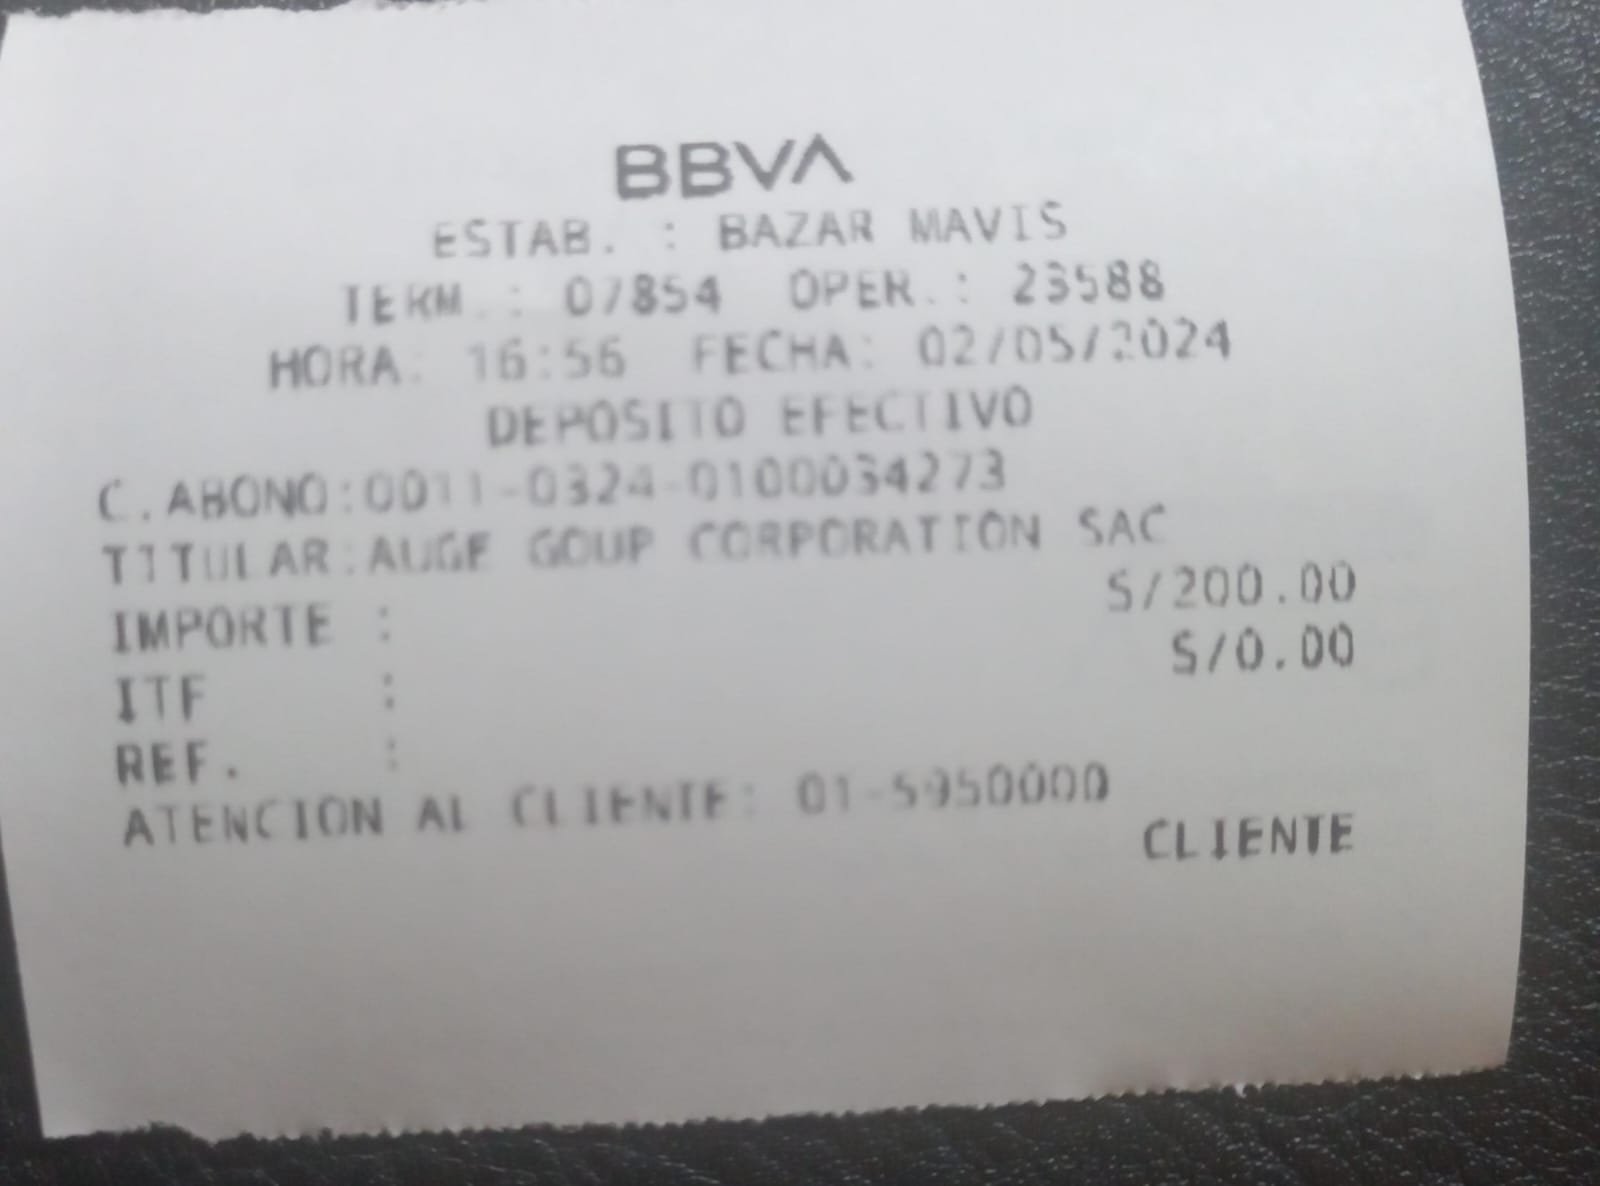 BBVA
ESTAB. : BAZAR MAVIS
TERM.: 07854 OPER.: 23588
HORA: 16:56 FECHA: 02/05/2024
DEPOSITO EFECTIVO
C.ABONO:0011-0324-0100034273
TITULAR:AUGE GOUP CORPORATION SAC
IMPORTE : S/200.00
ITF : S/0.00
REF. :
ATENCION AL CLIENTE: 01-5950000
CLIENTE